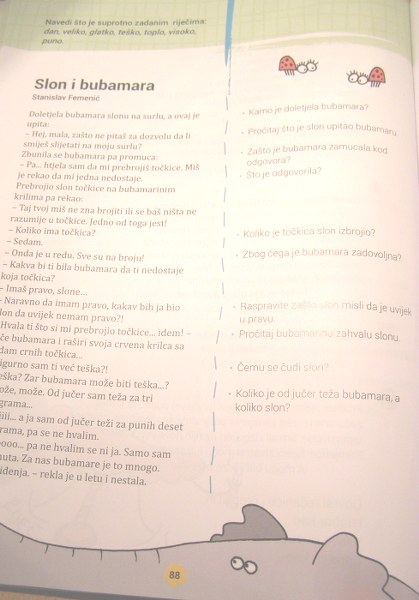 Navedi što je suprotno zadanim riječima:
dan, veliko, glatko, teško, toplo, visoko,
puno.
Slon i bubamara
Stanislav Femenić
Doletjela bubamara slonu na surlu, a ovaj je
upita:
– Hej, mala, zašto ne pitaš za dozvolu da li
smiješ slijetati na moju surlu?
Zbunila se bubamara pa promuca:
– Pa... htjela sam da mi prebrojiš točkice. Miš
je rekao da mi jedna nedostaje.
Prebrojio slon točkice na bubamarinim
krilima pa rekao:
– Taj tvoj miš ne zna brojiti ili se baš ništa ne
razumije u točkice. Jedno od toga jest!
– Koliko ima točkica?
– Sedam.
– Onda je u redu. Sve su na broju!
– Kakva bi ti bila bubamara da ti nedostaje
koja točkica?
– Imaš pravo, slone...
– Naravno da imam pravo, kakav bih ja bio
slon da uvijek nemam pravo?!
Hvala ti što si mi prebrojio točkice... idem! –
če bubamara i raširi svoja crvena krilca sa
dam crnih točkica...
igurno sam ti već teška?!
eška? Zar bubamara može biti teška...?
ože, može. Od jučer sam teža za tri
grama...
iiii... a ja sam od jučer teži za punih deset
rama, pa se ne hvalim.
oooo... pa ne hvalim se ni ja. Samo sam
nuta. Za nas bubamare je to mnogo.
iđenja. – rekla je u letu i nestala.
• Kamo je doletjela bubamara?
• Pročitaj što je slon upitao bubamaru.
• Zašto je bubamara zamucala kod
odgovora?
• Što je odgovorila?
• Koliko je točkica slon izbrojio?
• Zbog čega je bubamara zadovoljna?
• Raspravite zašto slon misli da je uvijek
u pravu.
• Pročitaj bubamarinu zahvalu slonu.
• Čemu se čudi slon?
• Koliko je od jučer teža bubamara, a
koliko slon?
88